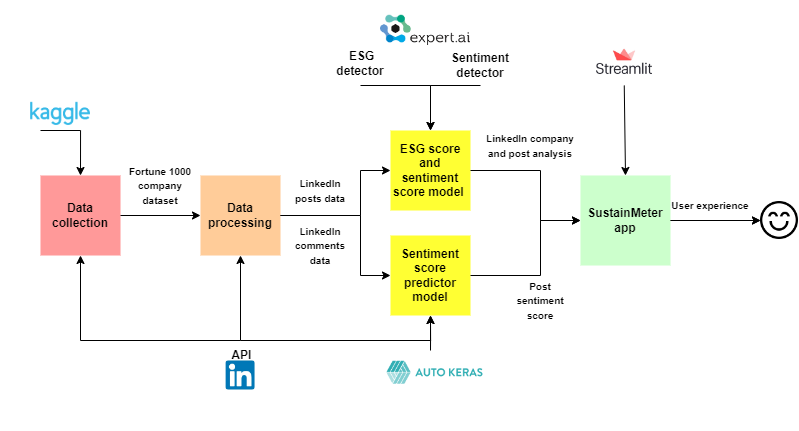 expert.ai
ESG
detector
Sentiment
detector
Streamlit
kaggle
ESG score
and
sentiment
score model
LinkedIn company
and post analysis
Fortune 1000
company
dataset
Data
collection
Data
processing
LinkedIn
posts data
LinkedIn
comments
data
SustainMeter
app
User experience
Sentiment
score
predictor
model
Post
sentiment
score
API
in
AUTO KERAS